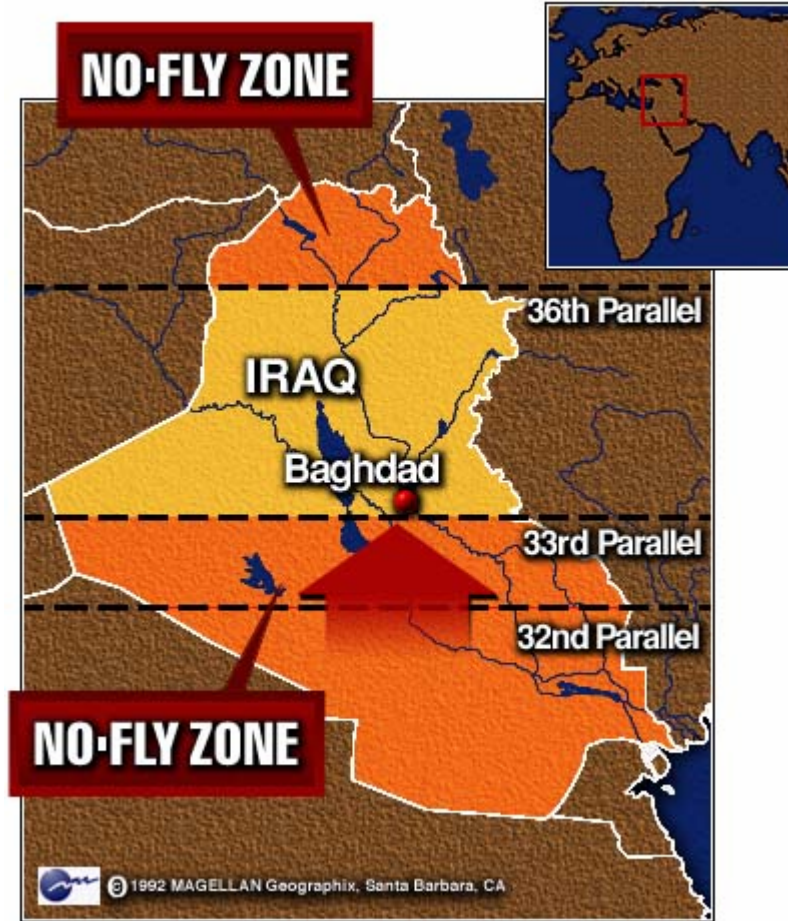 NO·FLY ZONE
36th Parallel
IRAQ
Baghdad
33rd Parallel
32nd Parallel
NO·FLY ZONE
© 1992 MAGELLAN Geographix, Santa Barbara, CA